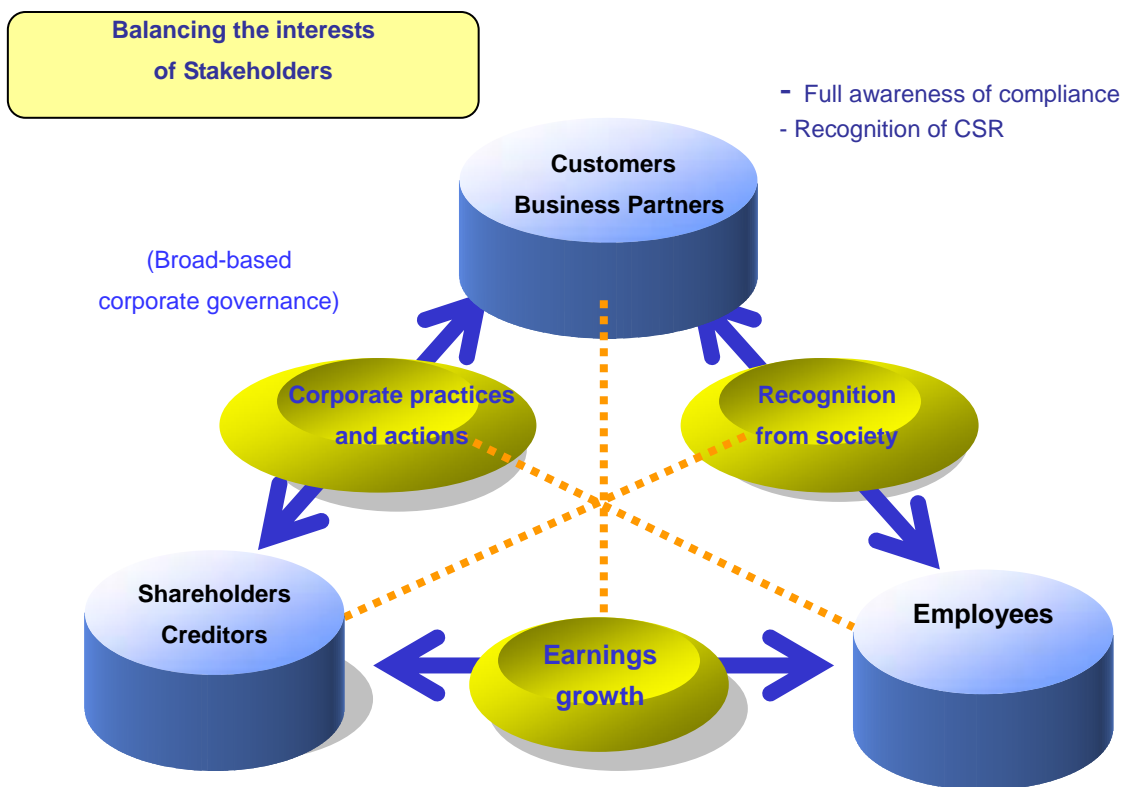 Balancing the interests
of Stakeholders
- Full awareness of compliance
- Recognition of CSR
Customers
Business Partners
(Broad-based
corporate governance)
Corporate practices
and actions
Recognition
from society
Shareholders
Creditors
Employees
Earnings
growth